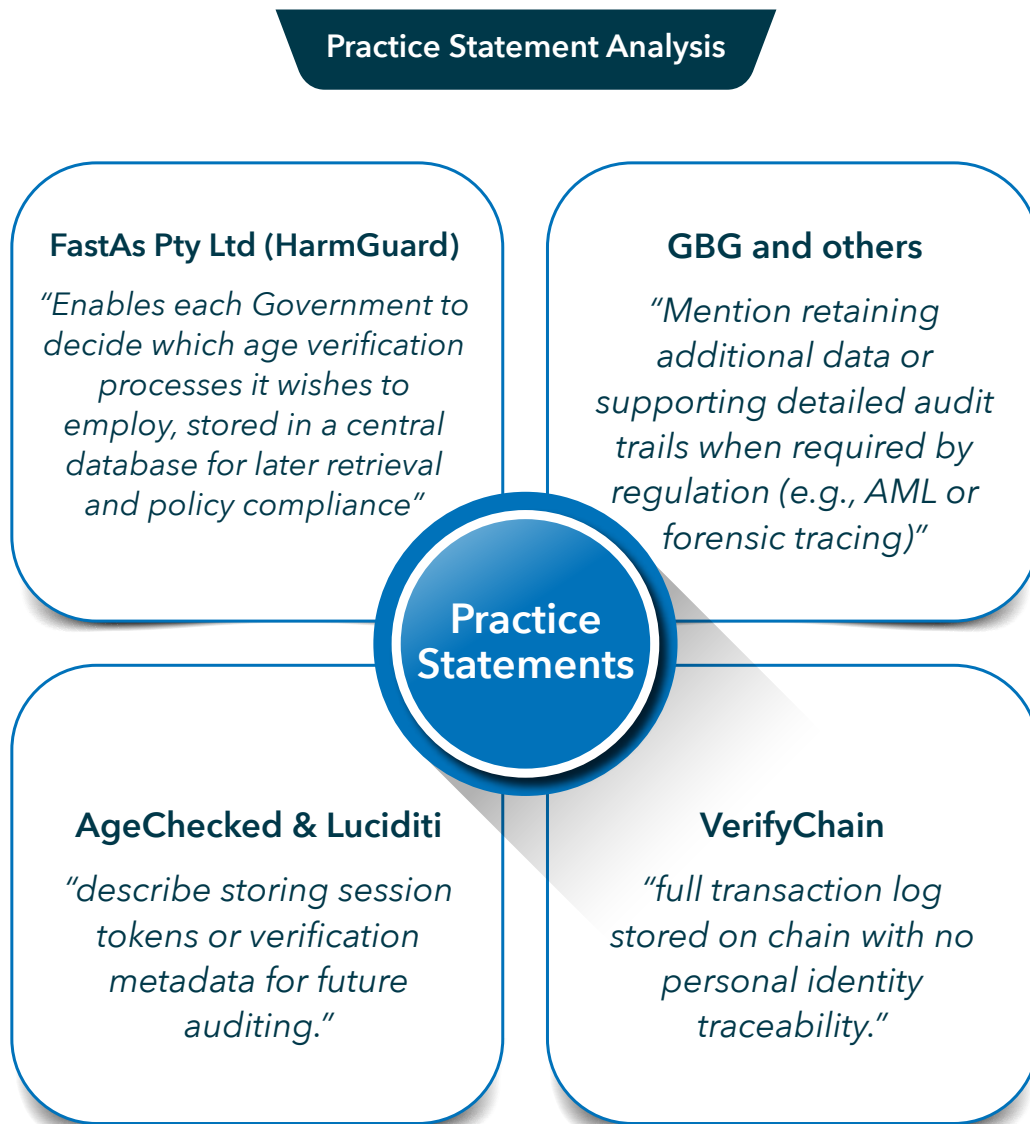 Practice Statement Analysis
FastAs Pty Ltd (HarmGuard)
“Enables each Government to
decide which age verification
processes it wishes to
employ, stored in a central
database for later retrieval
and policy compliance”
GBG and others
“Mention retaining
additional data or
supporting detailed audit
trails when required by
regulation (e.g., AML or
forensic tracing)”
Practice
Statements
AgeChecked & Luciditi
“describe storing session
tokens or verification
metadata for future
auditing.”
VerifyChain
“full transaction log
stored on chain with no
personal identity
traceability.”